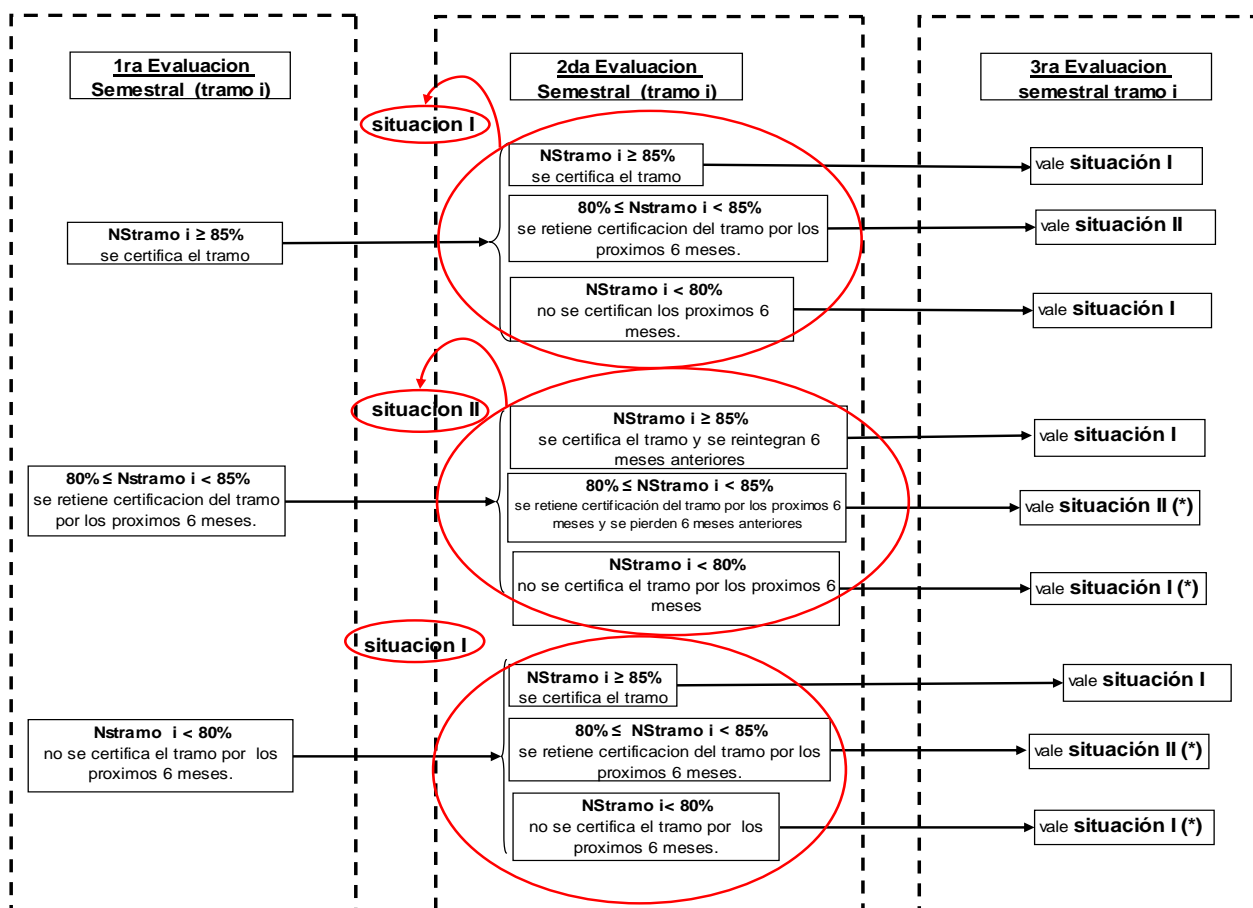 1ra Evaluacion
Semestral (tramo i)
2da Evaluacion
Semestral (tramo i)
3ra Evaluacion
semestral tramo i
situacion I
NStramo i ≥ 85%
se certifica el tramo
vale situación I
80% ≤ Nstramo i < 85%
se retiene certificacion del tramo por los
proximos 6 meses.
vale situación II
NStramo i ≥ 85%
se certifica el tramo
NStramo i < 80%
no se certifican los proximos 6
meses.
vale situación I
situacion II
NStramo i ≥ 85%
se certifica el tramo y se reintegran 6
meses anteriores
vale situación I
80% ≤ Nstramo i < 85%
se retiene certificacion del tramo
por los proximos 6 meses.
80% ≤ NStramo i < 85%
se retiene certificación del tramo por los proximos 6
meses y se pierden 6 meses anteriores
vale situación II (*)
NStramo i < 80%
no se certifica el tramo por los proximos 6
meses
vale situación I (*)
situacion I
NStramo i ≥ 85%
se certifica el tramo
vale situación I
Nstramo i < 80%
no se certifica el tramo por los
proximos 6 meses.
80% ≤ NStramo i < 85%
se retiene certificacion del tramo por los
proximos 6 meses.
vale situación II (*)
NStramo i< 80%
no se certifica el tramo por los
proximos 6 meses.
vale situación I (*)